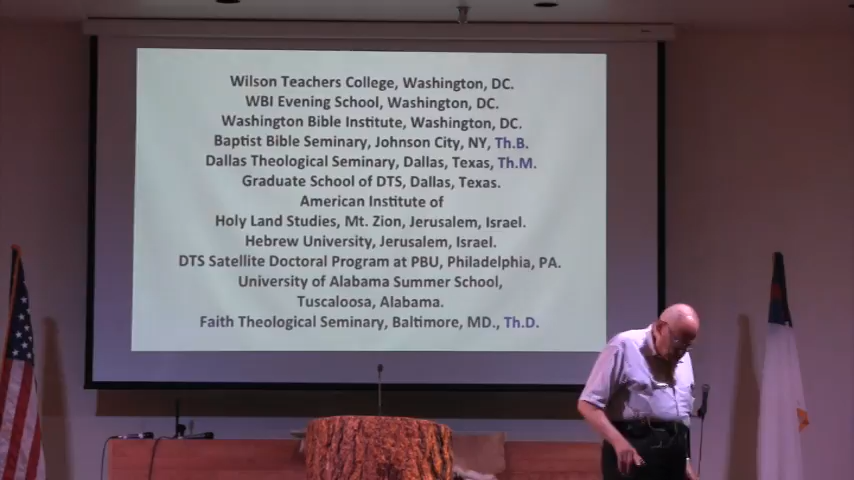 Wilson Teachers College, Washington, DC.
WBI Evening School, Washington, DC.
Washington Bible Institute, Washington, DC.
Baptist Bible Seminary, Johnson City, NY, Th.B.
Dallas Theological Seminary, Dallas, Texas, Th.M.
Graduate School of DTS, Dallas, Texas.
American Institute of
Holy Land Studies, Mt. Zion, Jerusalem, Israel.
Hebrew University, Jerusalem, Israel.
DTS Satellite Doctoral Program at PBU, Philadelphia, PA.
University of Alabama Summer School,
Tuscaloosa, Alabama.
Faith Theological Seminary, Baltimore, MD., Th.D.